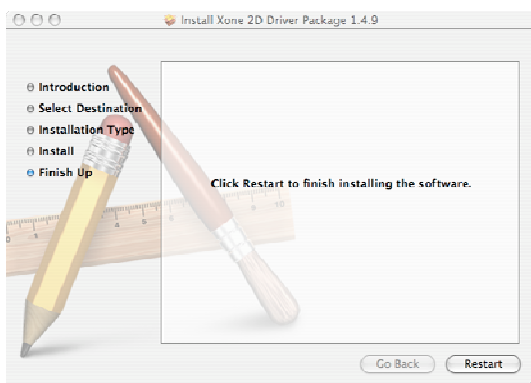 Install Xone 2D Driver Package 1.4.9
Introduction
Select Destination
Installation Type
Install
Finish Up
Click Restart to finish installing the software.
10
Go Back
Restart